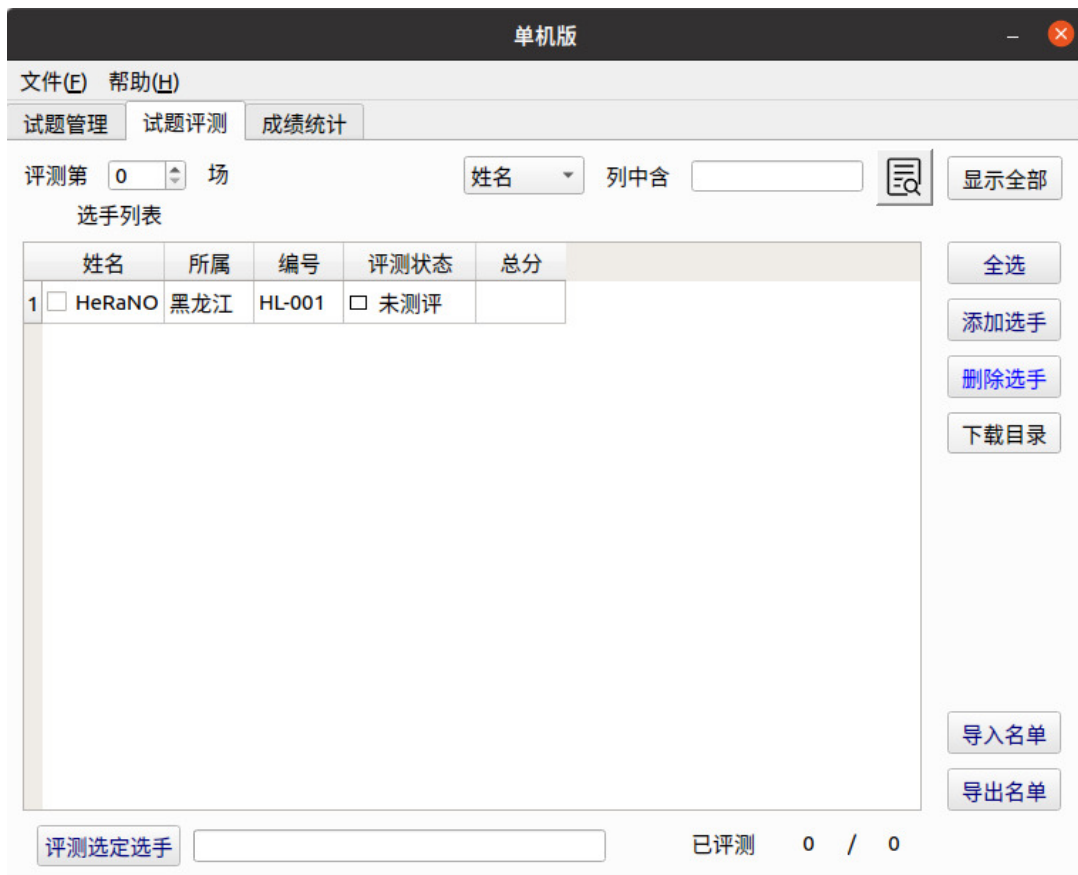 单机版
文件(F) 帮助(H)
试题管理 试题评测 成绩统计
评测第 0 场 姓名 列中含 显示全部
选手列表
姓名 所属 编号 评测状态 总分 全选
1 HeRaNO 黑龙江 HL-001 未测评
添加选手
删除选手
下载目录
导入名单
导出名单
评测选定选手 已评测 0 / 0